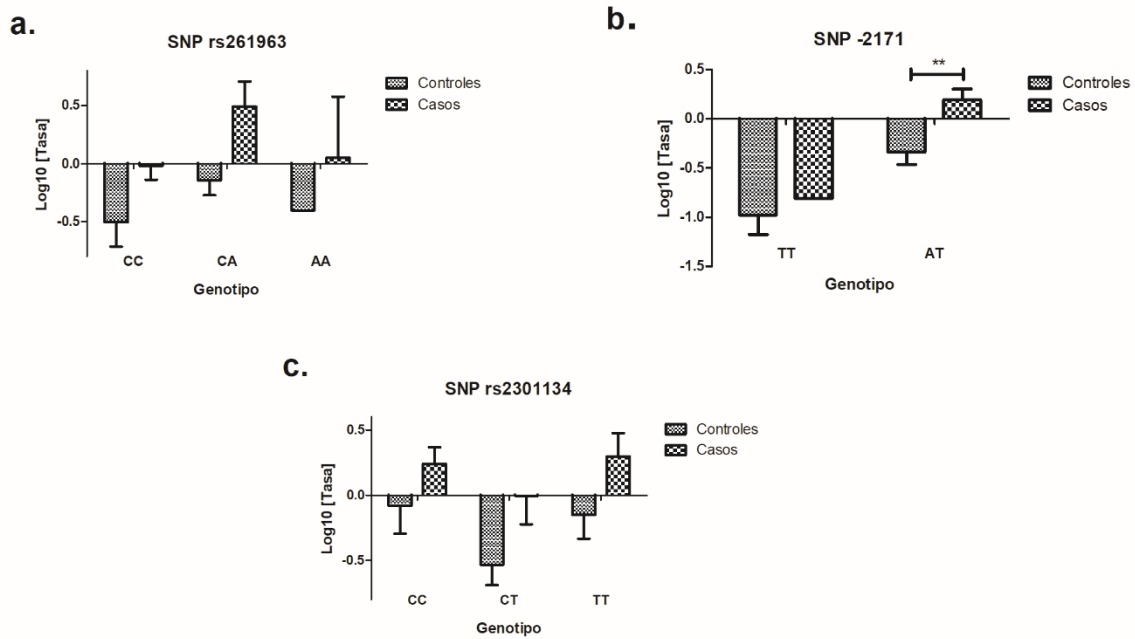 a.
SNP rs261963
Log10 [Tasa]
0.5
0.0
-0.5
CC CA AA
Genotipo
Controles
Casos
b.
SNP -2171
**
Log10 [Tasa]
0.5
0.0
-0.5
-1.0
-1.5
TT AT
Genotipo
Controles
Casos
c.
SNP rs2301134
Log10 [Tasa]
0.5
0.0
-0.5
CC CT TT
Genotipo
Controles
Casos